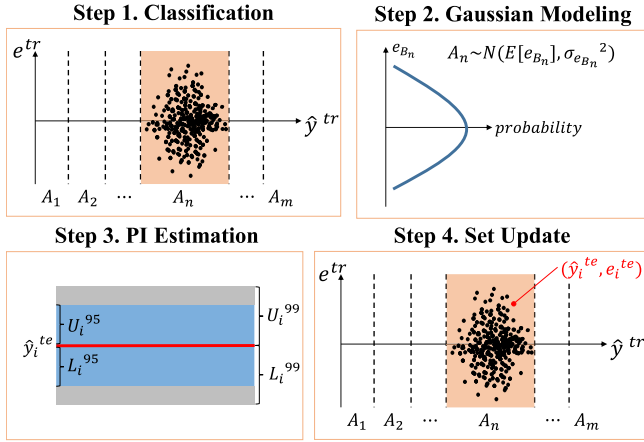 Step 1. Classification
e^{tr}
ŷ^{tr}
A_1 A_2 ... A_n ... A_m
Step 2. Gaussian Modeling
e_{B_n}
A_n~N(E[e_{B_n}], σ_{e_{B_n}}^2)
probability
Step 3. PI Estimation
U_i^{95}
U_i^{99}
ŷ_i^{te}
L_i^{95}
L_i^{99}
Step 4. Set Update
(ŷ_i^{te}, e_i^{te})
e^{tr}
ŷ^{tr}
A_1 A_2 ... A_n ... A_m